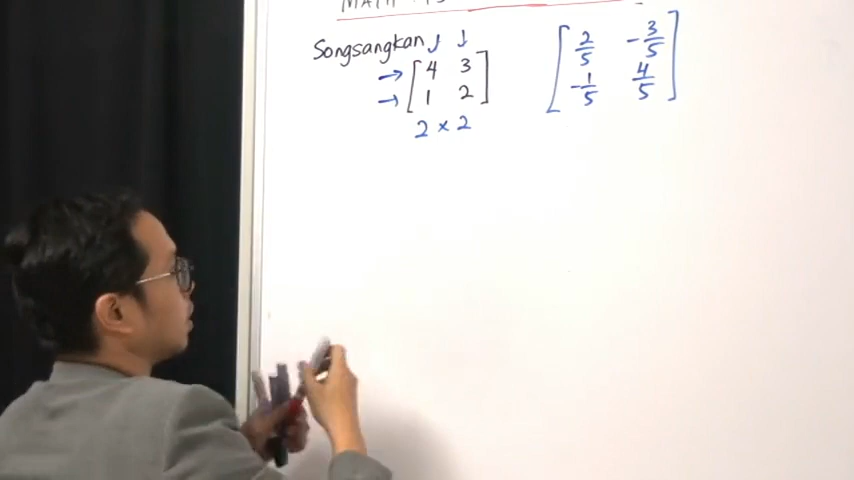 MATH
Songsangkan ↓ ↓
→ [ 4 3 ]
→ [ 1 2 ]
2 × 2
[ 2/5 -3/5 ]
[ -1/5 4/5 ]